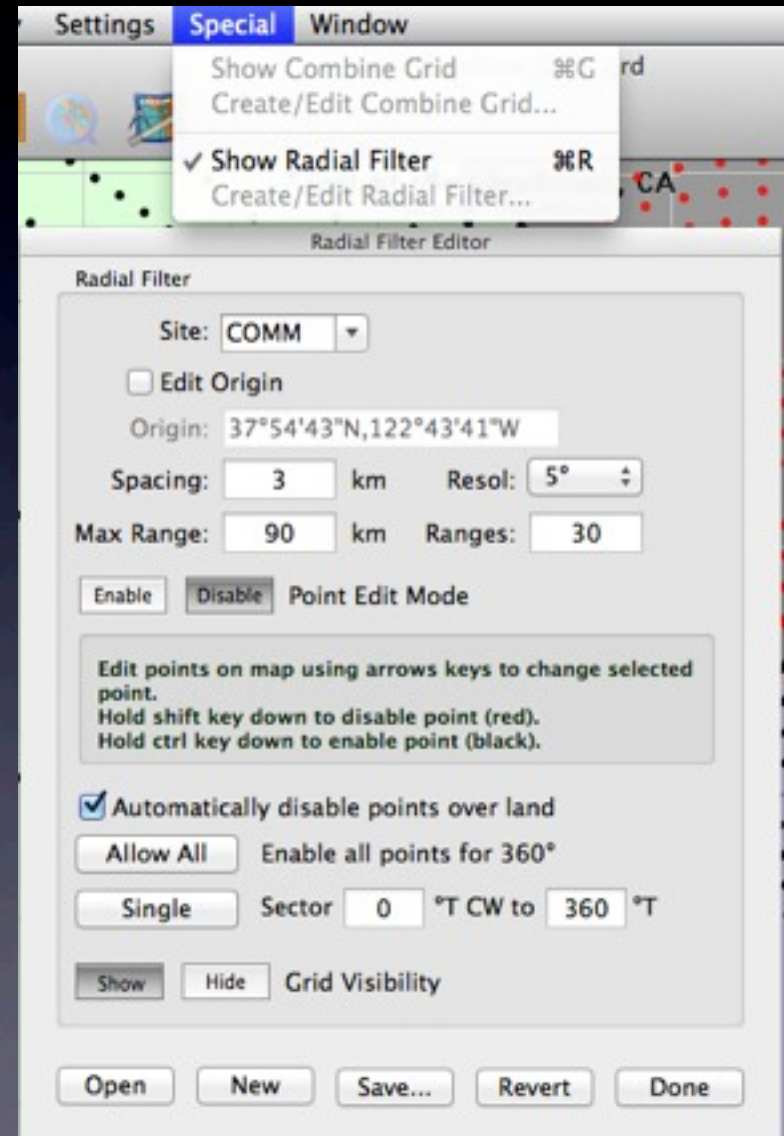 Settings Special Window
Show Combine Grid ⌘G rd
Create/Edit Combine Grid...
✓ Show Radial Filter ⌘R
Create/Edit Radial Filter...
, CA
Radial Filter Editor
Radial Filter
Site: COMM
Edit Origin
Origin: 37°54'43"N,122°43'41"W
Spacing: 3 km Resol: 5°
Max Range: 90 km Ranges: 30
Enable Disable Point Edit Mode
Edit points on map using arrows keys to change selected
point.
Hold shift key down to disable point (red).
Hold ctrl key down to enable point (black).
Automatically disable points over land
Allow All Enable all points for 360°
Single Sector 0 °T CW to 360 °T
Show Hide Grid Visibility
Open New Save... Revert Done